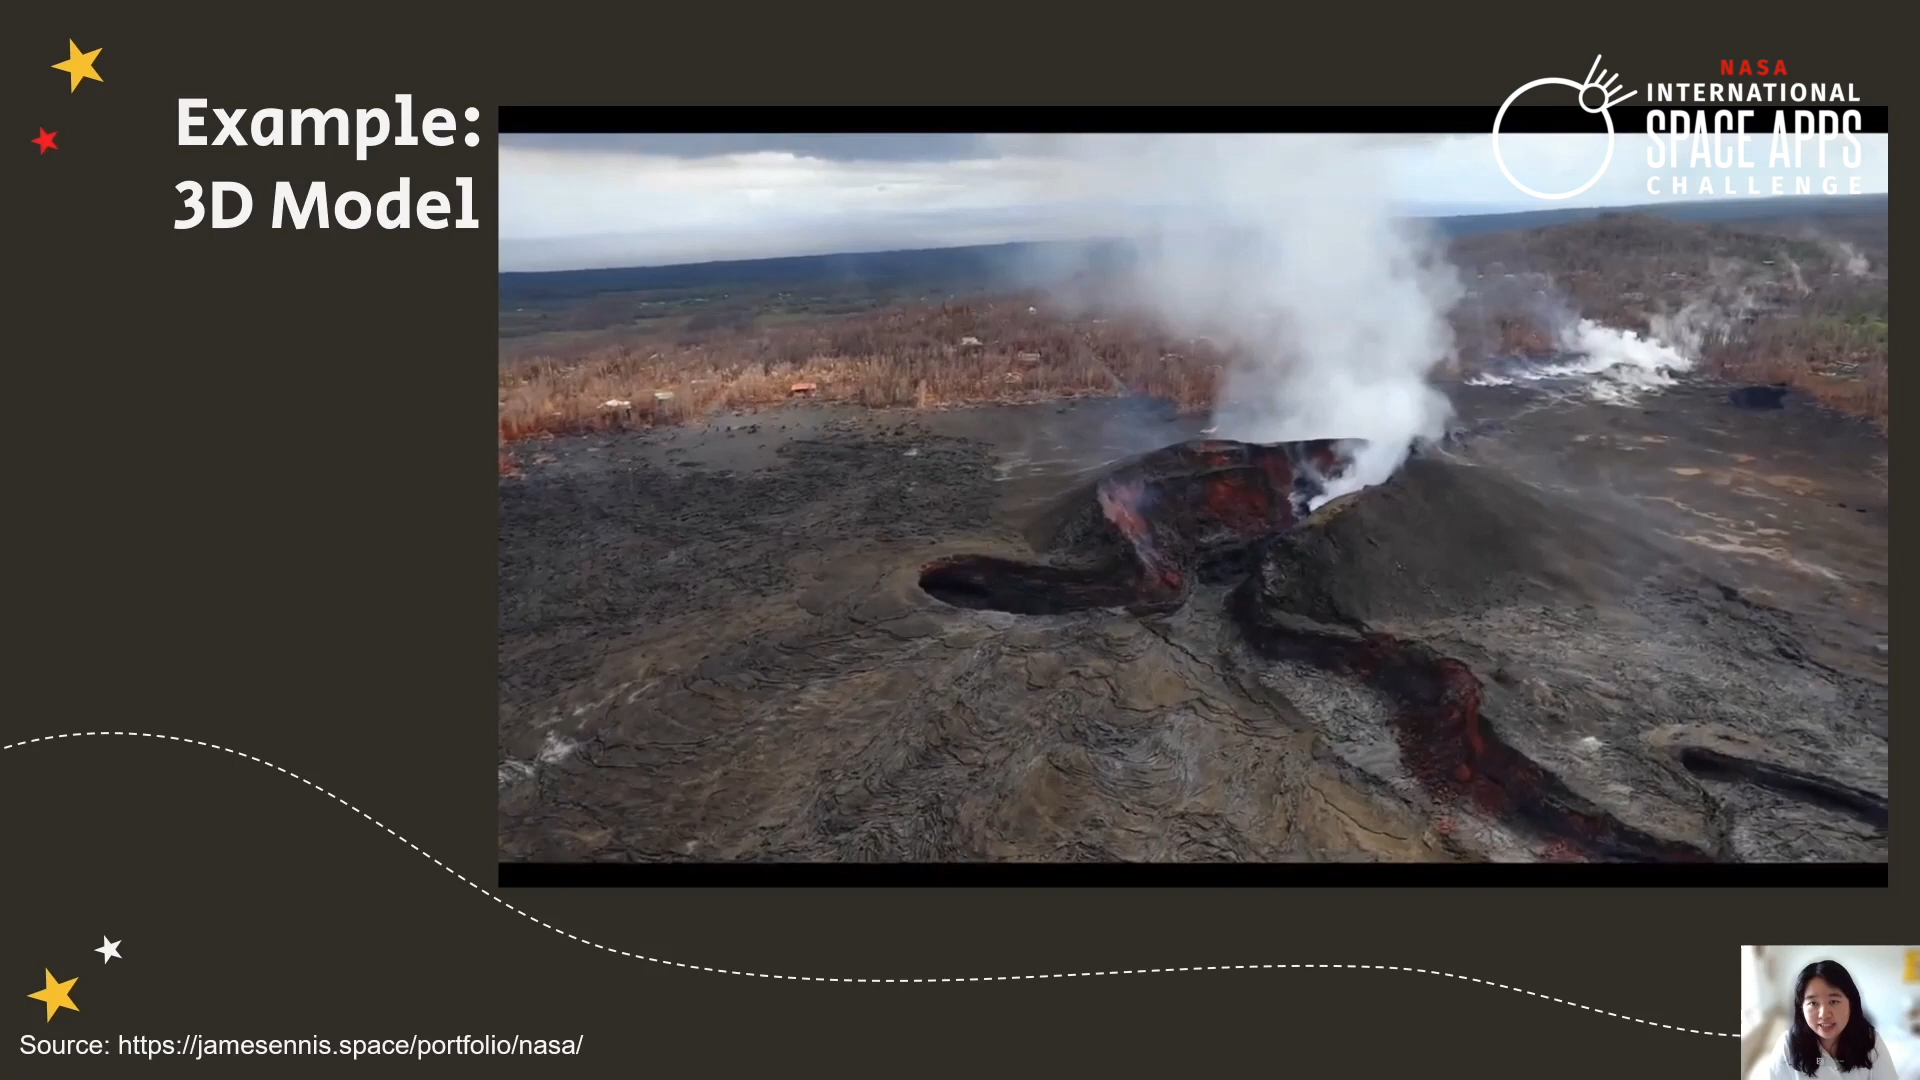 Example:
3D Model
NASA
INTERNATIONAL
SPACE APPS
CHALLENGE
Source: https://jamesennis.space/portfolio/nasa/